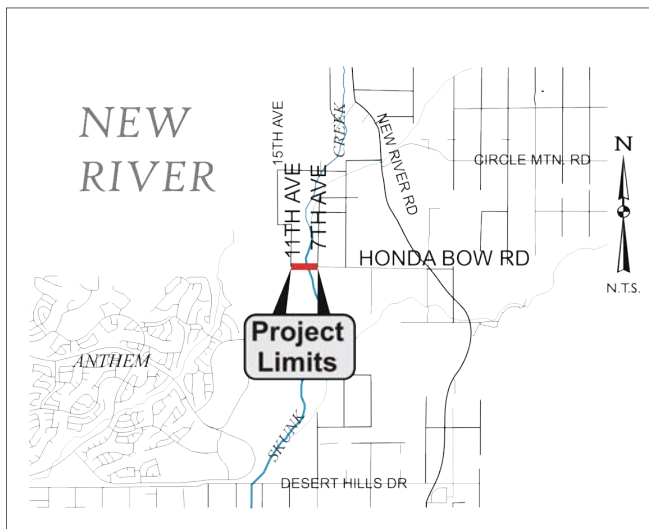 NEW
RIVER
15TH AVE
CREEK
NEW RIVER RD
CIRCLE MTN. RD
N
11TH AVE
7TH AVE
HONDA BOW RD
N.T.S.
Project
Limits
ANTHEM
SKUNK
DESERT HILLS DR